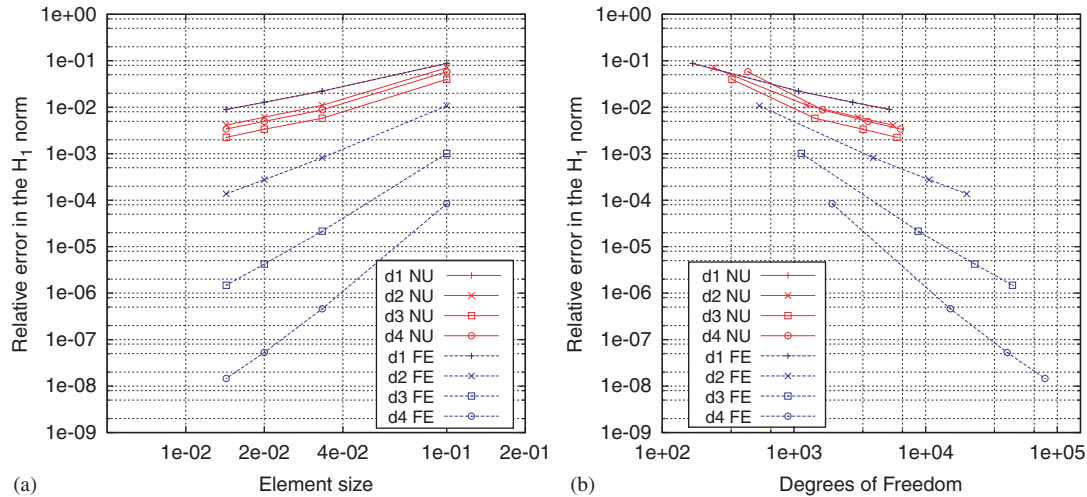 1e+00
1e-01
1e-02
1e-03
1e-04
1e-05
1e-06
1e-07
1e-08
1e-09
Relative error in the H1 norm
d1 NU
d2 NU
d3 NU
d4 NU
d1 FE
d2 FE
d3 FE
d4 FE
1e-02 2e-02 4e-02 1e-01 2e-01
(a) Element size
1e+00
1e-01
1e-02
1e-03
1e-04
1e-05
1e-06
1e-07
1e-08
1e-09
Relative error in the H1 norm
d1 NU
d2 NU
d3 NU
d4 NU
d1 FE
d2 FE
d3 FE
d4 FE
1e+02 1e+03 1e+04 1e+05
(b) Degrees of Freedom